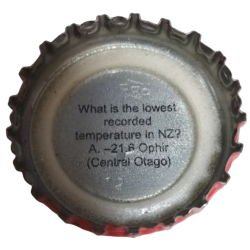 What is the lowest
recorded
temperature in NZ?
A. –21.6 Ophir
(Central Otago)